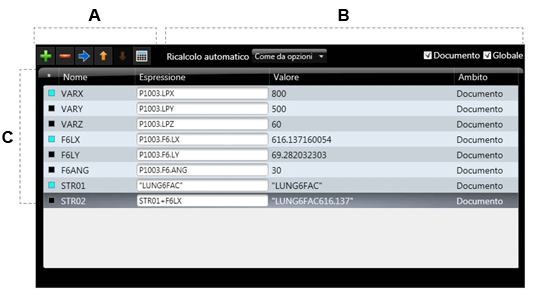 A B
Ricalcolo automatico Come da opzioni Documento Globale
* Nome Espressione Valore Ambito
VARX P1003.LPX 800 Documento
VARY P1003.LPY 500 Documento
VARZ P1003.LPZ 60 Documento
C
F6LX P1003.F6.LX 616.137160054 Documento
F6LY P1003.F6.LY 69.282032303 Documento
F6ANG P1003.F6.ANG 30 Documento
STR01 "LUNG6FAC" "LUNG6FAC" Documento
STR02 STR01+F6LX "LUNG6FAC616.137" Documento